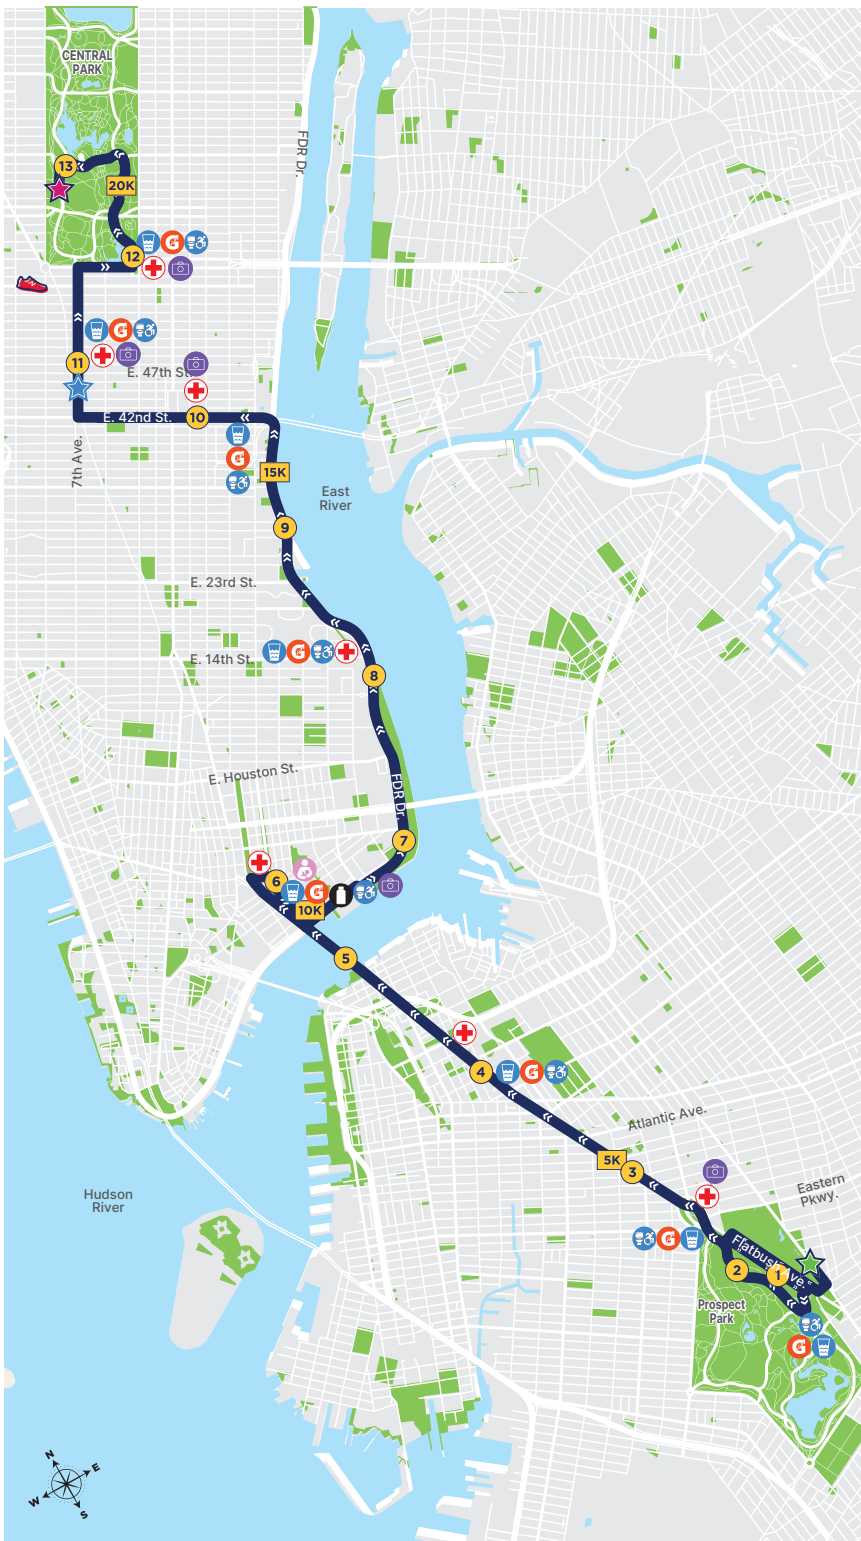 CENTRAL
PARK
FDR Dr.
13
20K
12
11
E. 47th St.
E. 42nd St.
10
7th Ave.
15K
East
River
9
E. 23rd St.
E. 14th St.
8
E. Houston St.
FDR Dr.
7
6
10K
5
4
Atlantic Ave.
5K
3
Eastern
Pkwy.
Hudson
River
Flatbush Ave.
2
1
Prospect
Park
G
G
G
G
G
G
G
G
N
E
W
S